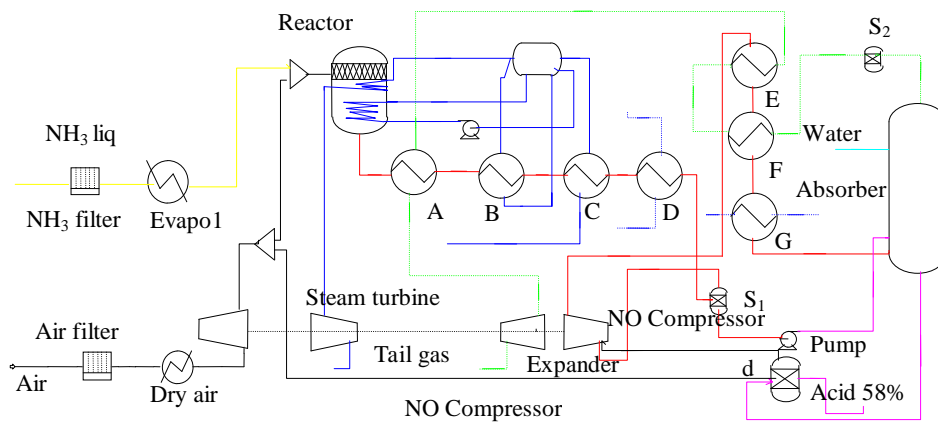 Reactor
S2
NH3 liq
NH3 filter
Evapo1
A
B
C
D
E
F
G
Water
Absorber
Steam turbine
Tail gas
Expander
NO Compressor
S1
Pump
Air filter
Air
Dry air
d
Acid 58%
NO Compressor